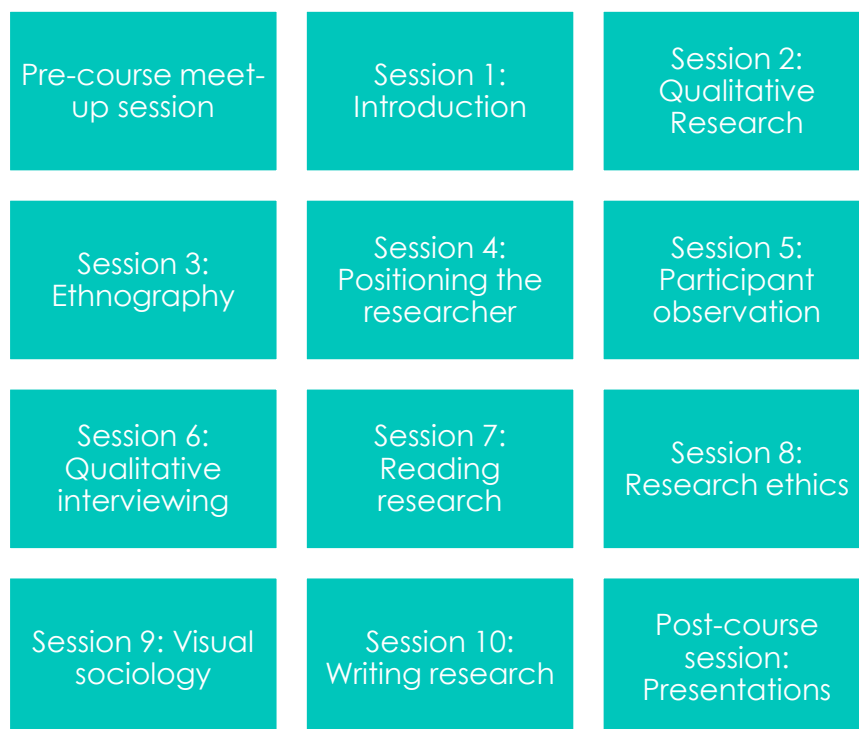 Pre-course meet-
up session
Session 1:
Introduction
Session 2:
Qualitative
Research
Session 3:
Ethnography
Session 4:
Positioning the
researcher
Session 5:
Participant
observation
Session 6:
Qualitative
interviewing
Session 7:
Reading
research
Session 8:
Research ethics
Session 9: Visual
sociology
Session 10:
Writing research
Post-course
session:
Presentations